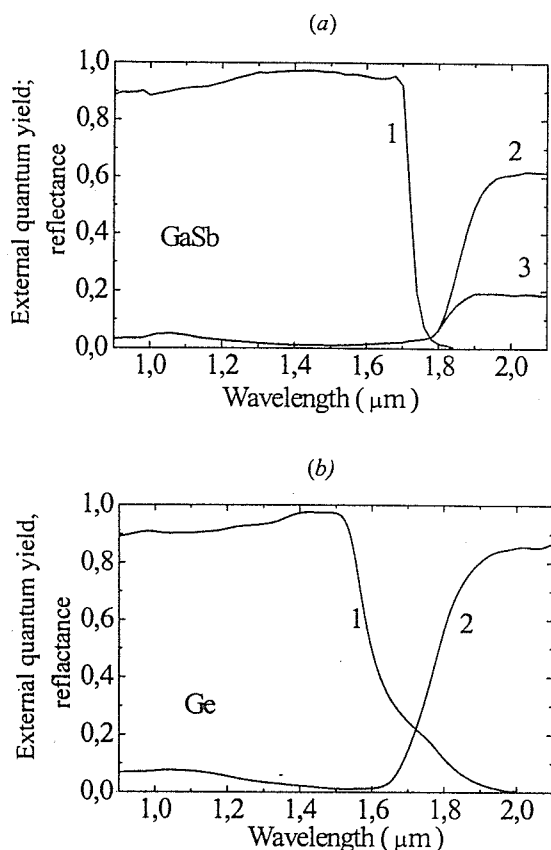 (a)
External quantum yield;
reflectance
1,0
0,8
0,6
0,4
0,2
0,0
1
2
3
GaSb
1,0 1,2 1,4 1,6 1,8 2,0
Wavelength ( μm)
(b)
External quantum yield,
reflactance
1,0
0,8
0,6
0,4
0,2
0,0
1
2
Ge
1,0 1,2 1,4 1,6 1,8 2,0
Wavelength ( μm)